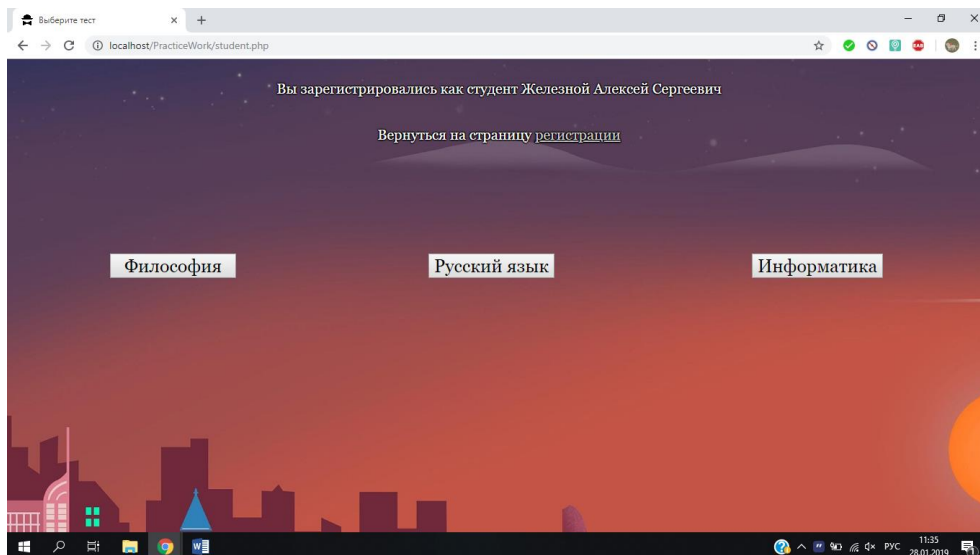 Выберите тест
localhost/PracticeWork/student.php
Вы зарегистрировались как студент Железной Алексей Сергеевич
Вернуться на страницу регистрации
Философия
Русский язык
Информатика
РУС
11:35
28.01.2019